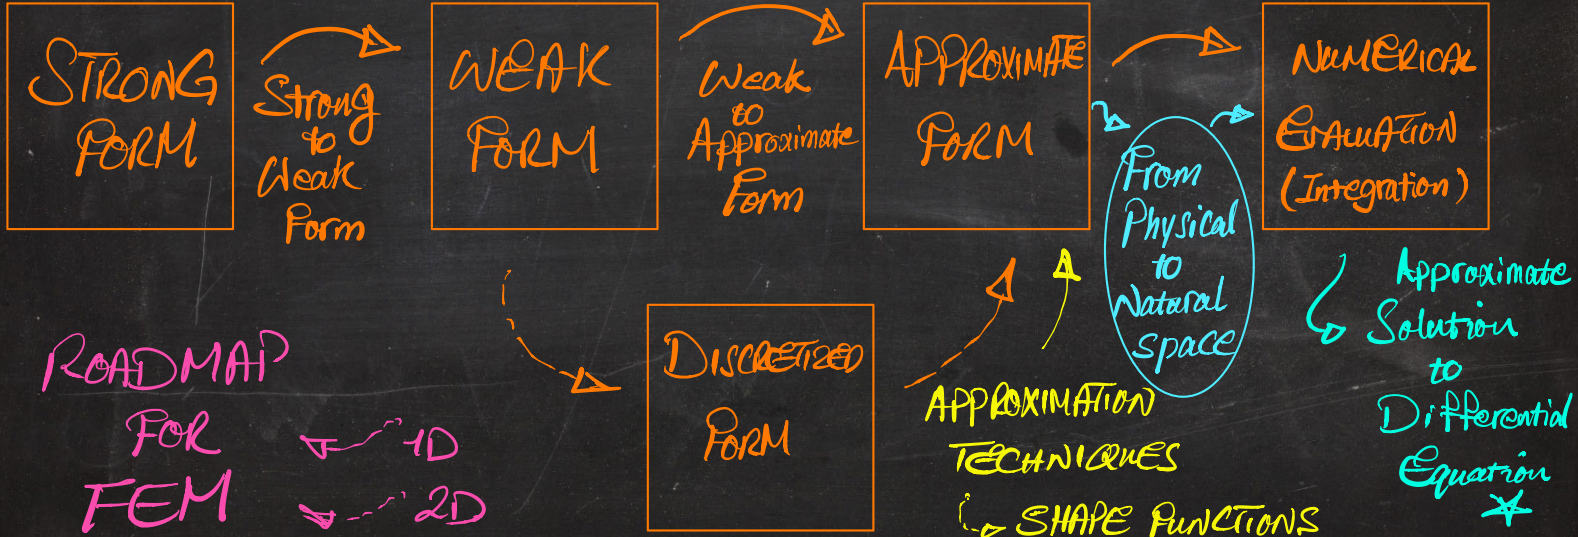 STRONG
FORM
Strong
to
Weak
Form
WEAK
FORM
Weak
to
Approximate
Form
APPROXIMATE
FORM
From
Physical
to
Natural
space
NUMERICAL
EVALUATION
(Integration)
DISCRETIZED
FORM
APPROXIMATION
TECHNIQUES
SHAPE FUNCTIONS
Approximate
Solution
to
Differential
Equation
ROADMAP
FOR
FEM
1D
2D